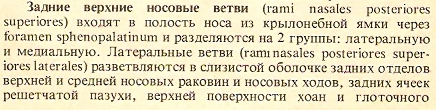 Задние верхние носовые ветви (rami nasales posteriores
superiores) входят в полость носа из крылонебной ямки через
foramen sphenopalatinum и разделяются на 2 группы: латеральную
и медиальную. Латеральные ветви (rami nasales posteriores super-
iores laterales) разветвляются в слизистой оболочке задних отделов
верхней и средней носовых раковин и носовых ходов, задних ячеек
решетчатой пазухи, верхней поверхности хоан и глоточного